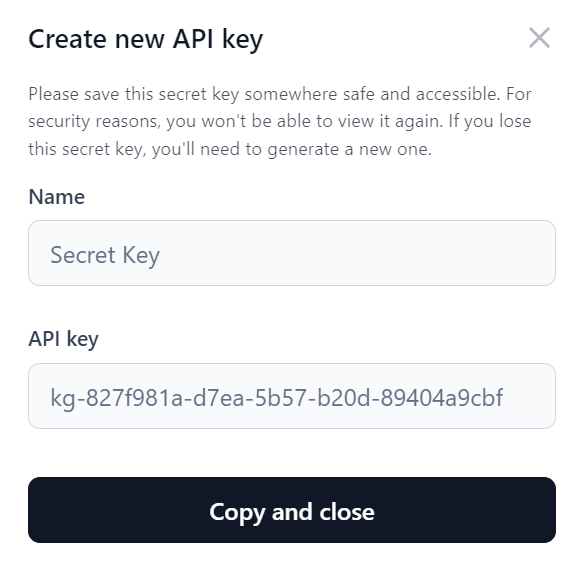 Create new API key
Please save this secret key somewhere safe and accessible. For
security reasons, you won't be able to view it again. If you lose
this secret key, you'll need to generate a new one.
Name
Secret Key
API key
kg-827f981a-d7ea-5b57-b20d-89404a9cbf
Copy and close